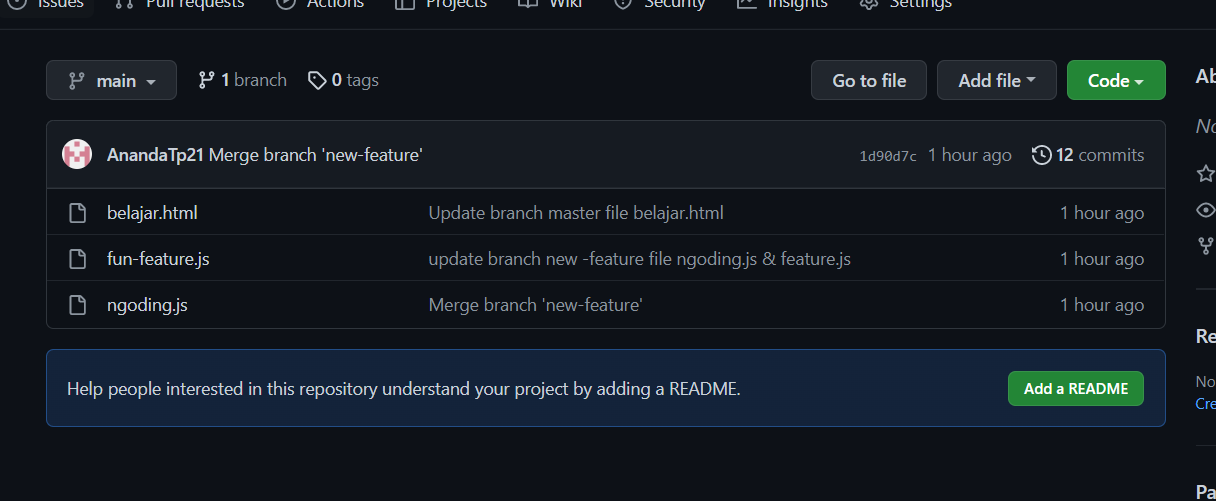 Issues Pull requests Actions Projects Wiki Security Insights Settings
main 1 branch 0 tags Go to file Add file Code
AnandaTp21 Merge branch 'new-feature' 1d90d7c 1 hour ago 12 commits
belajar.html Update branch master file belajar.html 1 hour ago
fun-feature.js update branch new -feature file ngoding.js & feature.js 1 hour ago
ngoding.js Merge branch 'new-feature' 1 hour ago
Help people interested in this repository understand your project by adding a README. Add a README
Ab
No
Re
No
Cre
Pa